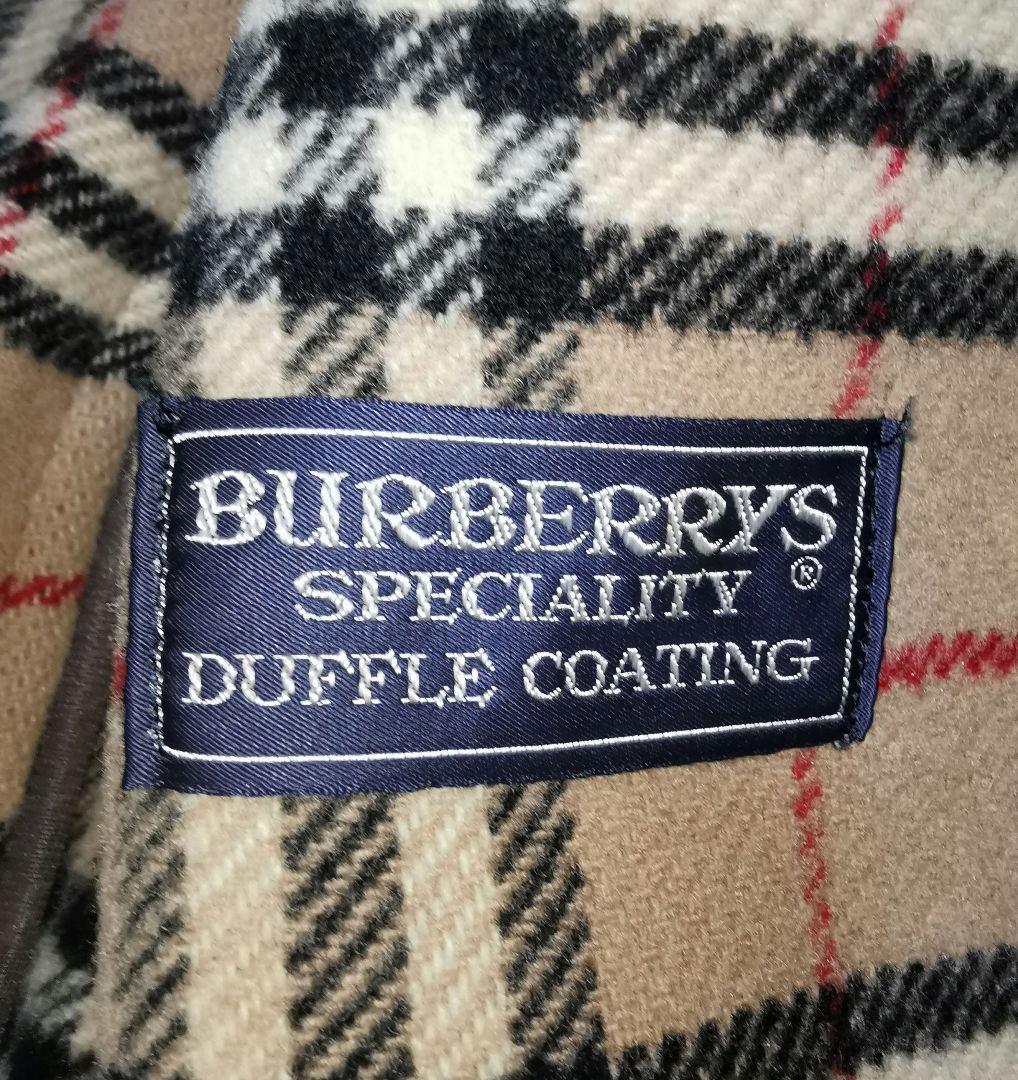 BURBERRYS
SPECIALITY ®
DUFFLE COATING